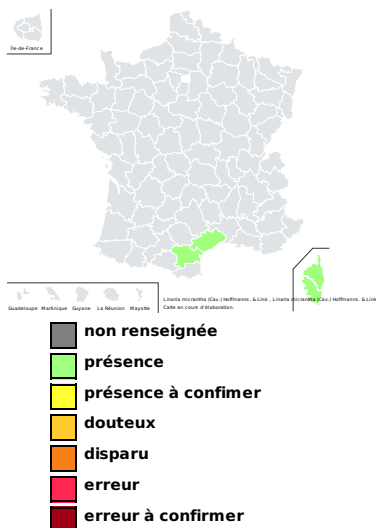 Île-de-France
Guadeloupe Martinique Guyane La Réunion Mayotte
Linaria micrantha (Cav.) Hoffmanns. & Link , Linaria micrantha (Cav.) Hoffmanns. & Link
Carte en cours d'élaboration.
non renseignée
présence
présence à confimer
douteux
disparu
erreur
erreur à confirmer